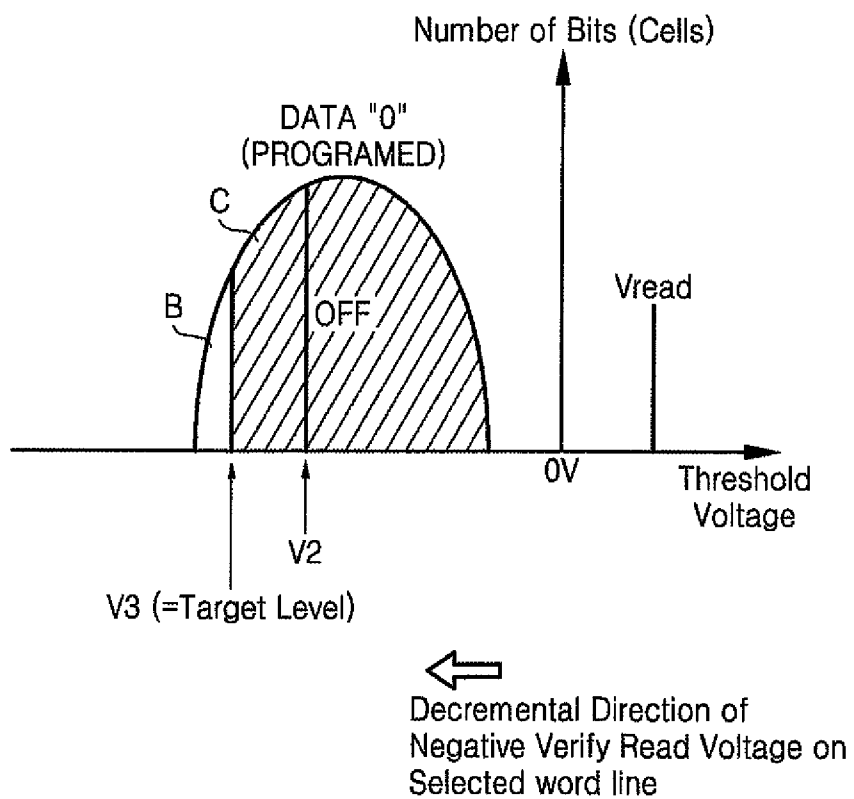 Number of Bits (Cells)
DATA "0"
(PROGRAMED)
C
B
OFF
Vread
0V
Threshold
Voltage
V2
V3 (=Target Level)
Decremental Direction of
Negative Verify Read Voltage on
Selected word line